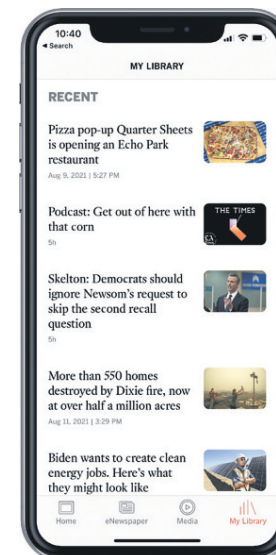 10:40
Search
MY LIBRARY
RECENT
Pizza pop-up Quarter Sheets
is opening an Echo Park
restaurant
Aug 9, 2021 | 5:27 PM
Podcast: Get out of here with
that corn
5h
THE TIMES
Skelton: Democrats should
ignore Newsom's request to
skip the second recall
question
5h
More than 550 homes
destroyed by Dixie fire, now
at over half a million acres
Aug 11, 2021 | 3:29 PM
Biden wants to create clean
energy jobs. Here's what
they might look like
Home
eNewspaper
Media
My Library